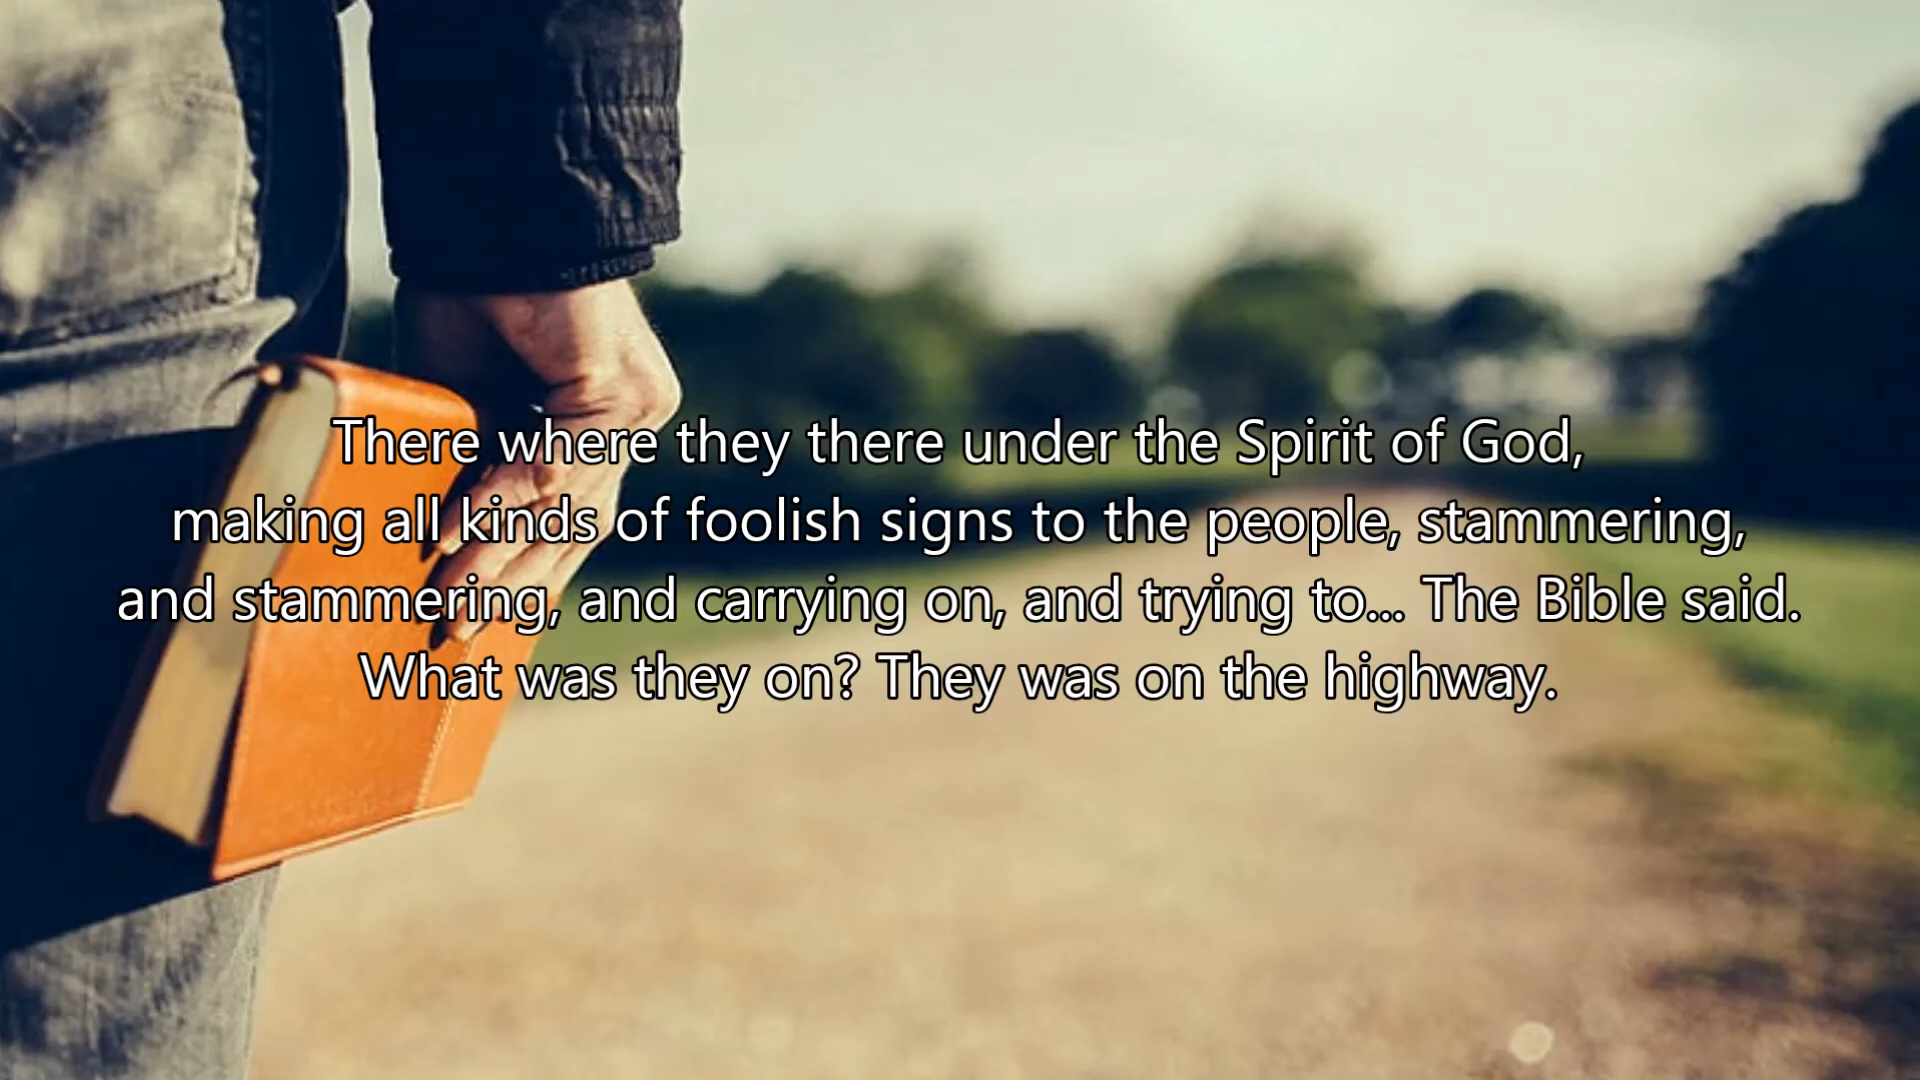 There where they there under the Spirit of God,
making all kinds of foolish signs to the people, stammering,
and stammering, and carrying on, and trying to... The Bible said.
What was they on? They was on the highway.